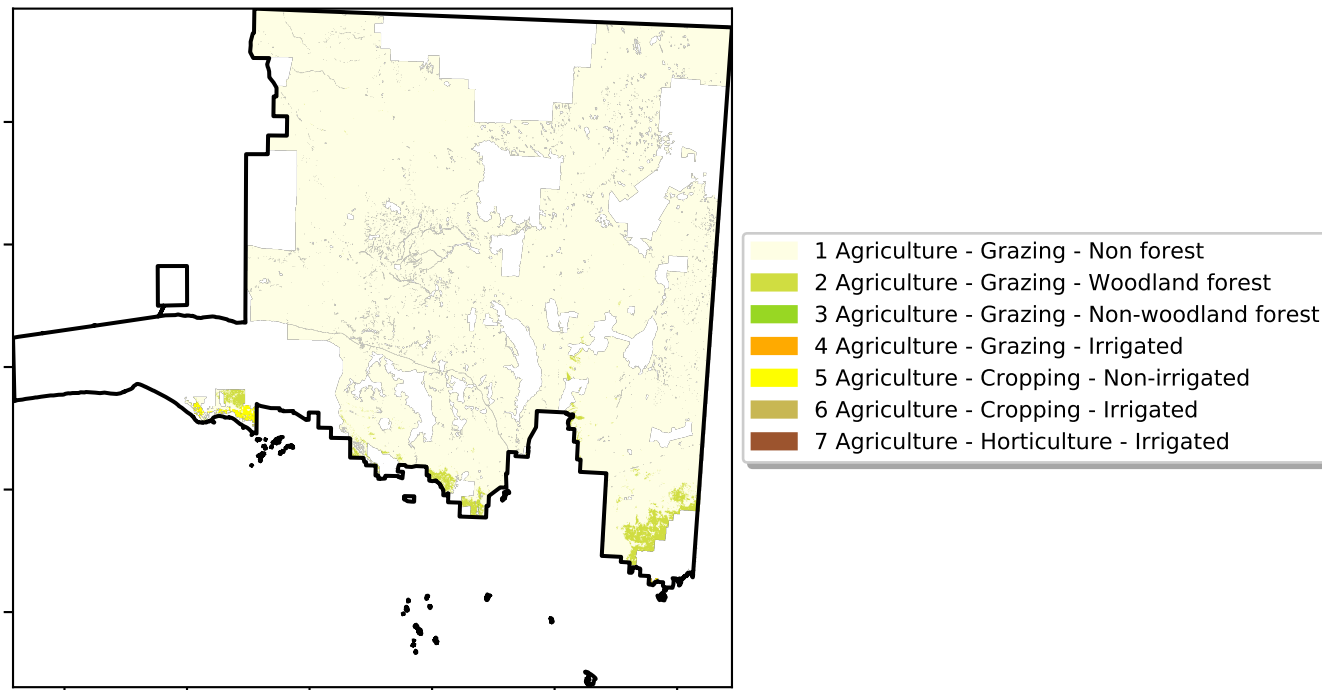 1 Agriculture - Grazing - Non forest
2 Agriculture - Grazing - Woodland forest
3 Agriculture - Grazing - Non-woodland forest
4 Agriculture - Grazing - Irrigated
5 Agriculture - Cropping - Non-irrigated
6 Agriculture - Cropping - Irrigated
7 Agriculture - Horticulture - Irrigated